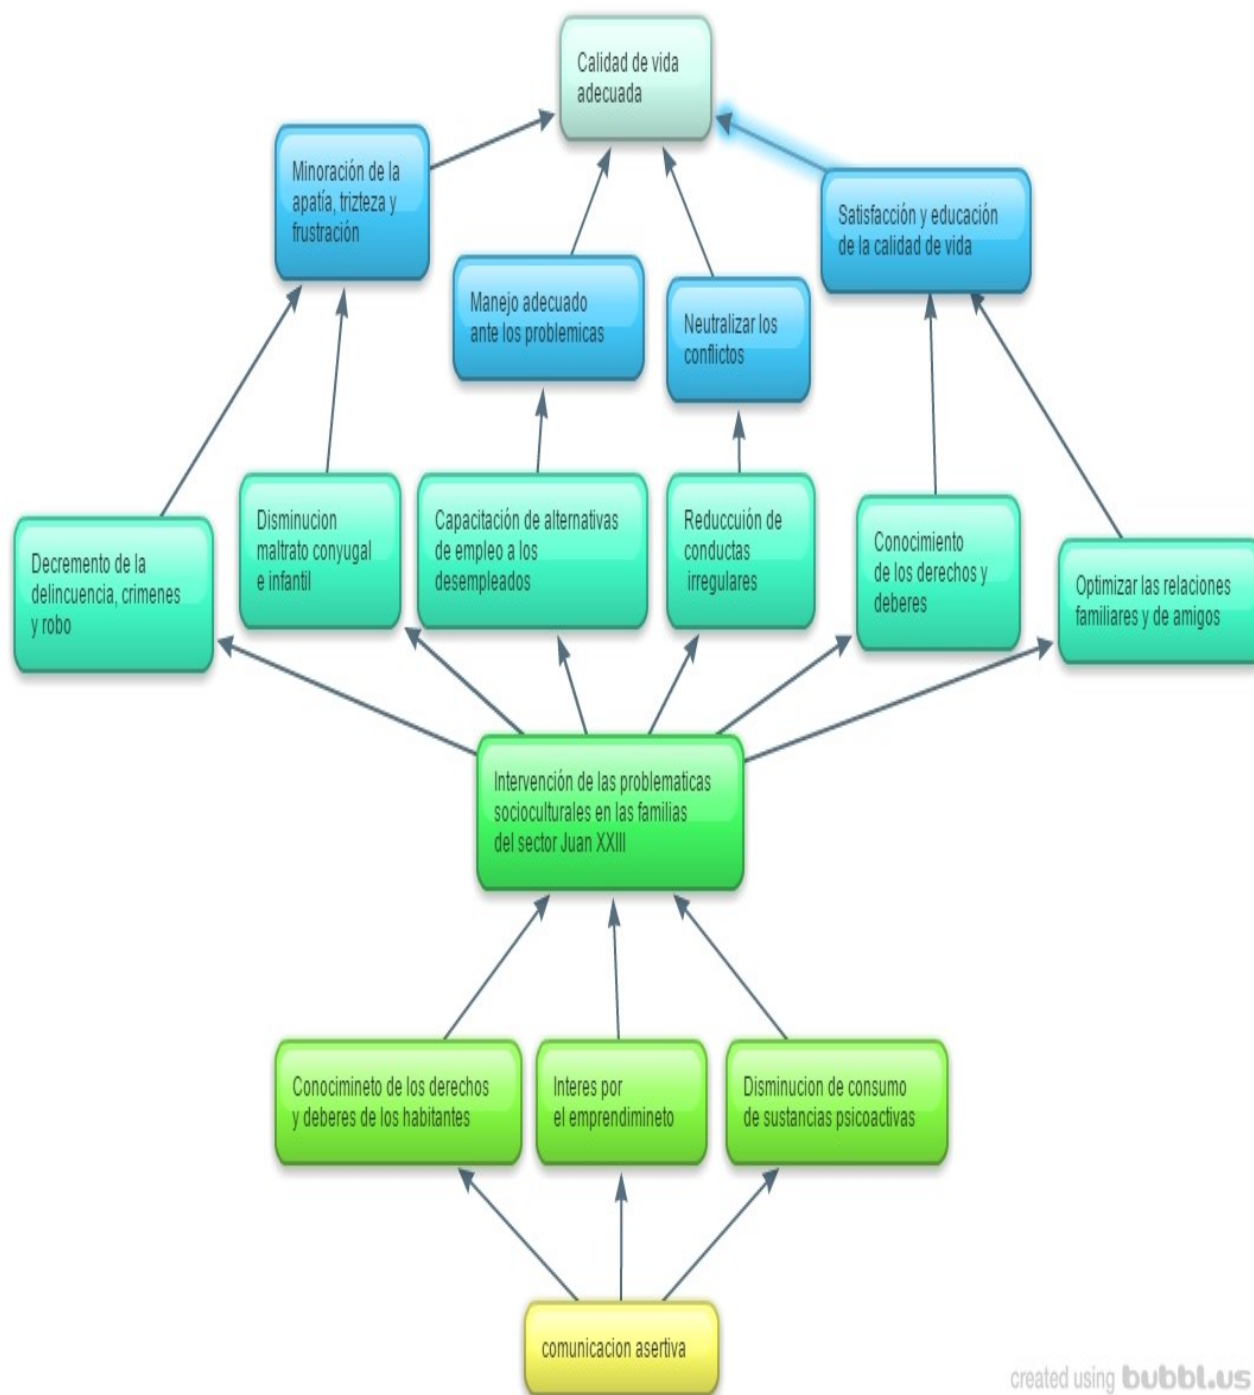 Calidad de vida
adecuada
Minoración de la
apatía, trizteza y
frustración
Satisfacción y educación
de la calidad de vida
Manejo adecuado
ante los problemicas
Neutralizar los
conflictos
Decremento de la
delincuencia, crimenes
y robo
Disminucion
maltrato conyugal
e infantil
Capacitación de alternativas
de empleo a los
desempleados
Reduccuión de
conductas
irregulares
Conocimiento
de los derechos y
deberes
Optimizar las relaciones
familiares y de amigos
Intervención de las problematicas
socioculturales en las familias
del sector Juan XXIII
Conocimineto de los derechos
y deberes de los habitantes
Interes por
el emprendimineto
Disminucion de consumo
de sustancias psicoactivas
comunicacion asertiva
created using bubbl.us